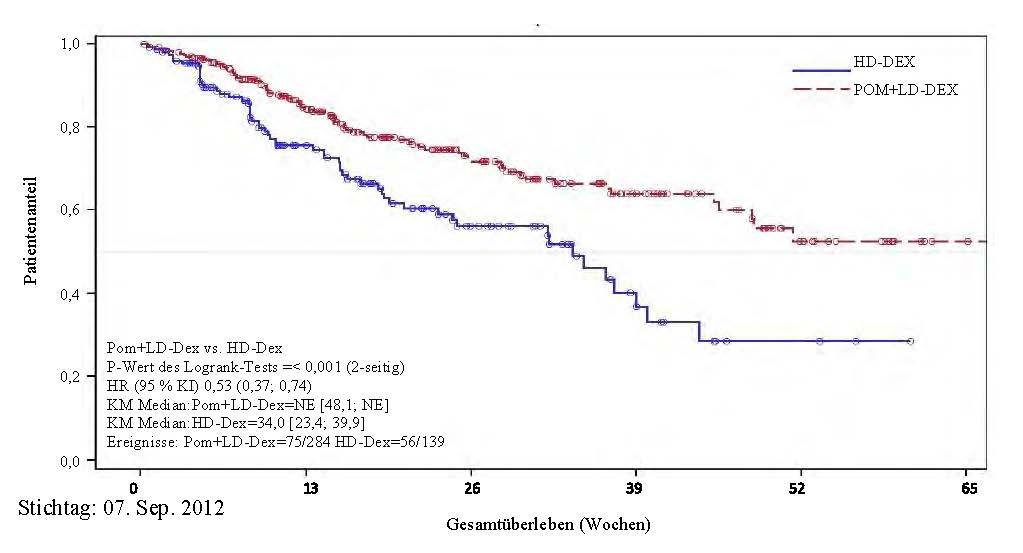 1,0
0,8
0,6
0,4
0,2
0,0
Patientenanteil
HD-DEX
POM+LD-DEX
Pom+LD-Dex vs. HD-Dex
P-Wert des Logrank-Tests =< 0,001 (2-seitig)
HR (95 % KI) 0,53 (0,37; 0,74)
KM Median:Pom+LD-Dex=NE [48,1; NE]
KM Median:HD-Dex=34,0 [23,4; 39,9]
Ereignisse: Pom+LD-Dex=75/284 HD-Dex=56/139
0 13 26 39 52 65
Stichtag: 07. Sep. 2012
Gesamtüberleben (Wochen)